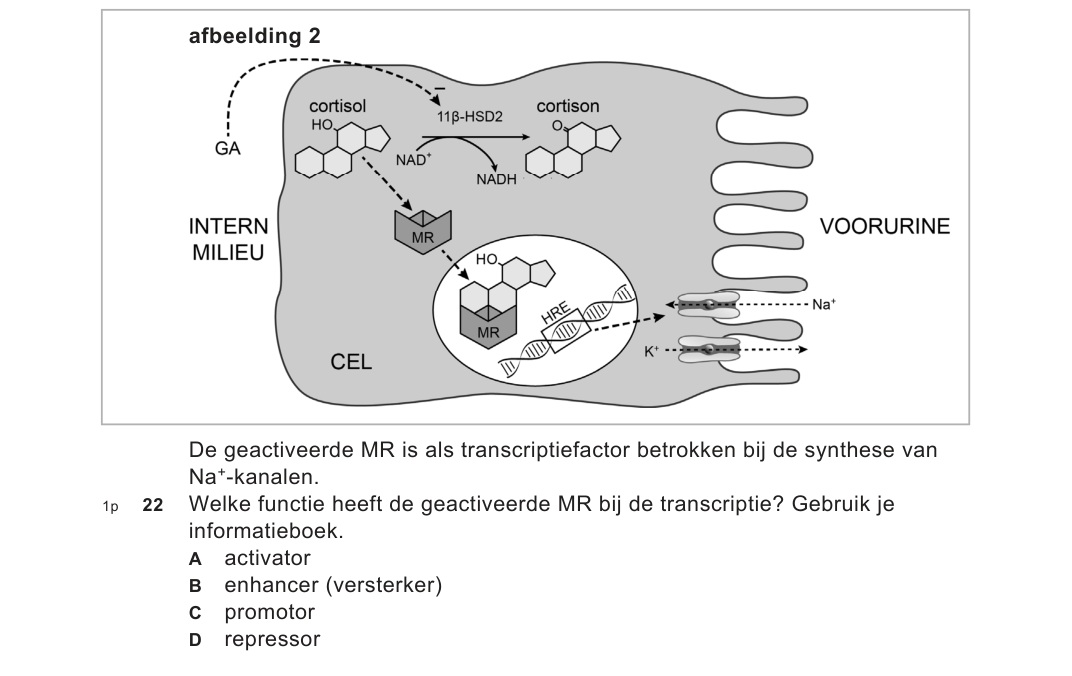 afbeelding 2
cortisol
HO
GA
11β-HSD2
–
NAD⁺
NADH
cortison
O
INTERN
MILIEU
MR
HO
MR
HRE
VOORURINE
Na⁺
K⁺
CEL
De geactiveerde MR is als transcriptiefactor betrokken bij de synthese van
Na⁺-kanalen.
1p 22 Welke functie heeft de geactiveerde MR bij de transcriptie? Gebruik je
informatieboek.
A activator
B enhancer (versterker)
C promotor
D repressor